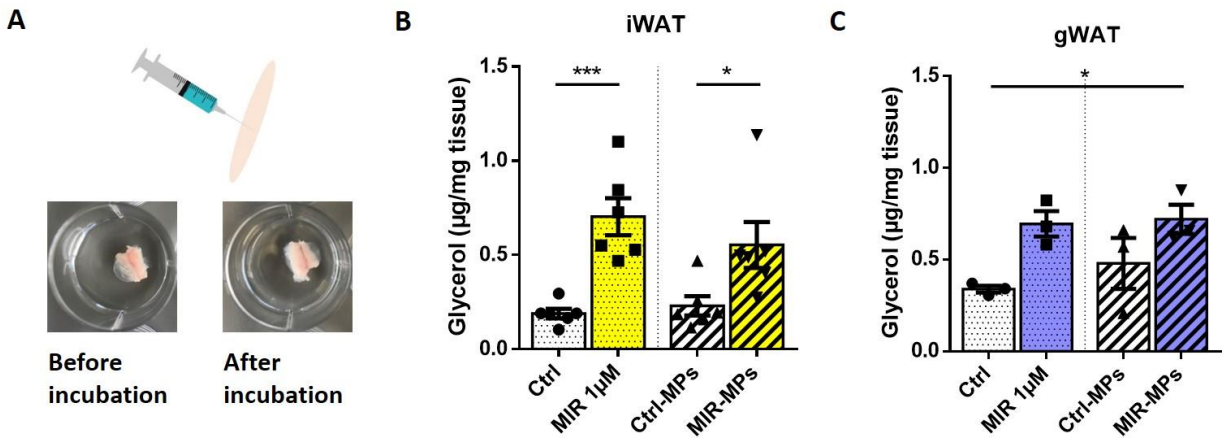 A
Before
incubation
After
incubation
B
iWAT
Glycerol (µg/mg tissue)
1.5
1.0
0.5
0.0
***
*
Ctrl
MIR 1µM
Ctrl-MPs
MIR-MPs
C
gWAT
Glycerol (µg/mg tissue)
1.5
1.0
0.5
0.0
*
Ctrl
MIR 1µM
Ctrl-MPs
MIR-MPs